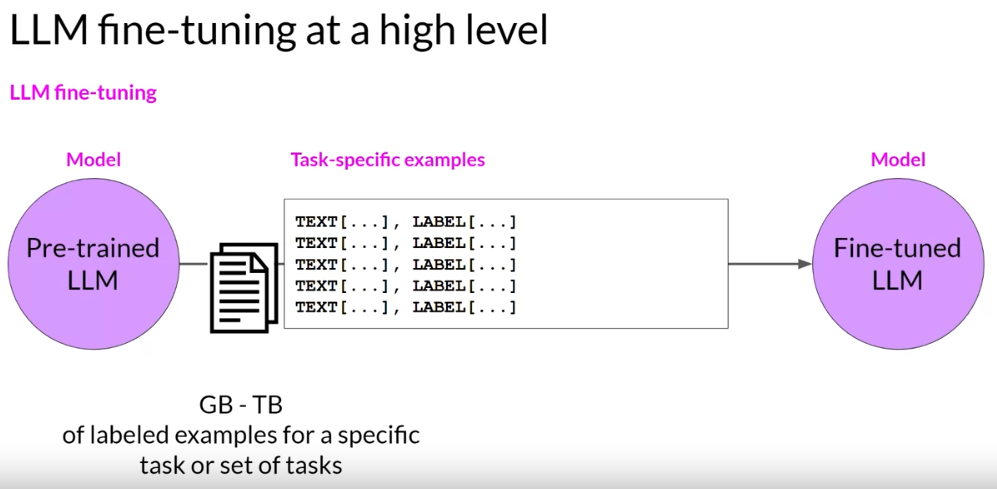 LLM fine-tuning at a high level
LLM fine-tuning
Model
Task-specific examples
Model
Pre-trained
LLM
TEXT[...], LABEL[...]
TEXT[...], LABEL[...]
TEXT[...], LABEL[...]
TEXT[...], LABEL[...]
TEXT[...], LABEL[...]
Fine-tuned
LLM
GB - TB
of labeled examples for a specific
task or set of tasks